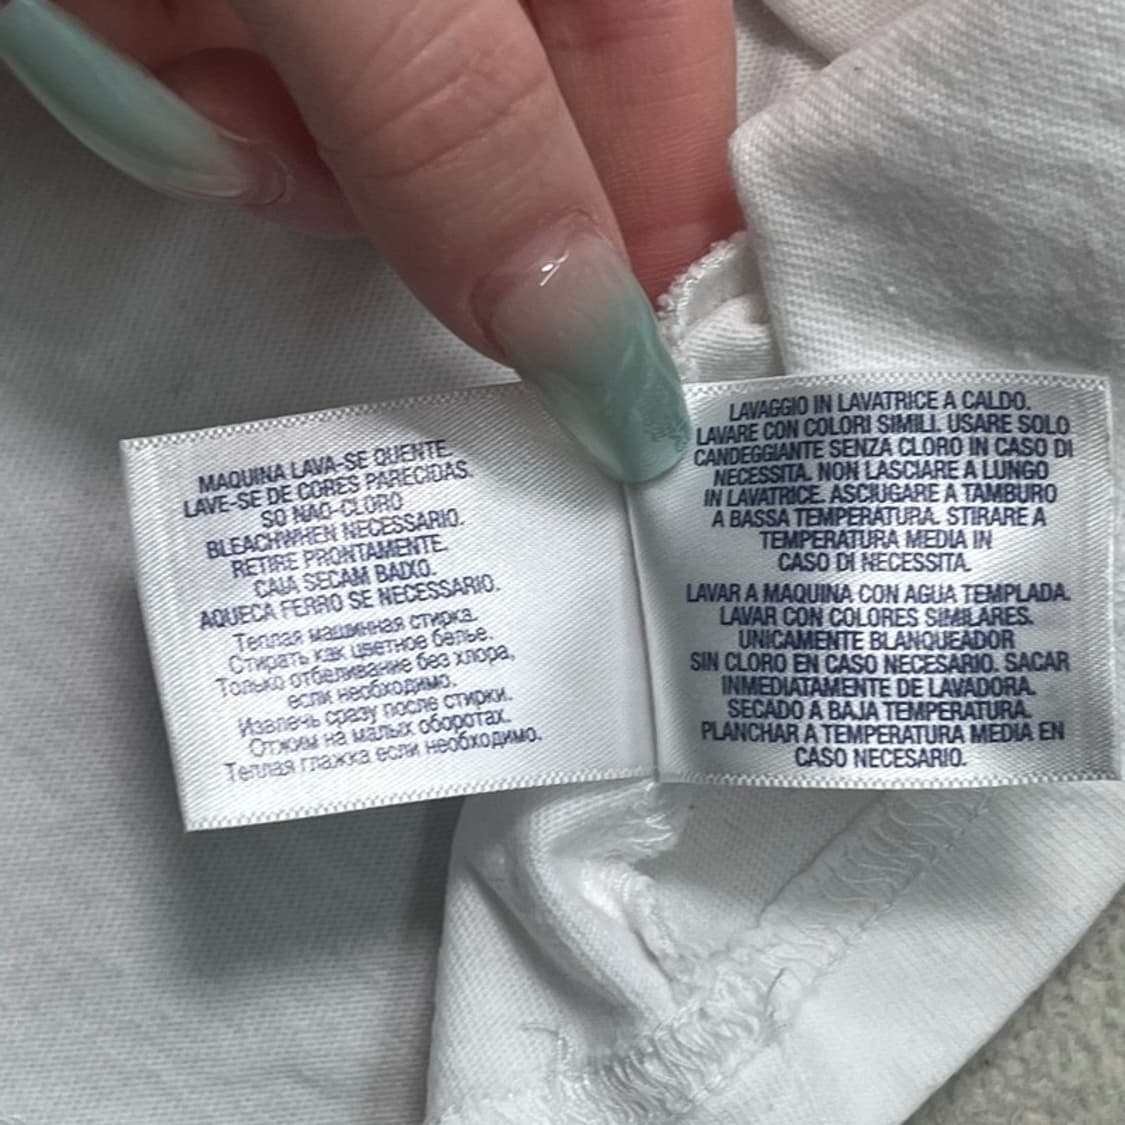 MAQUINA LAVA-SE QUENTE.
LAVE-SE DE CORES PARECIDAS.
SO NAO-CLORO
BLEACHWHEN NECESSARIO.
RETIRE PRONTAMENTE.
CAIA SECAM BAIXO.
AQUECA FERRO SE NECESSARIO.
Теплая машинная стирка.
Стирать как цветное белье.
Только отбеливание без хлора,
если необходимо.
Извлечь сразу после стирки.
Отжим на малых оборотах.
Теплая глажка если необходимо.
LAVAGGIO IN LAVATRICE A CALDO.
LAVARE CON COLORI SIMILI. USARE SOLO
CANDEGGIANTE SENZA CLORO IN CASO DI
NECESSITA. NON LASCIARE A LUNGO
IN LAVATRICE. ASCIUGARE A TAMBURO
A BASSA TEMPERATURA. STIRARE A
TEMPERATURA MEDIA IN
CASO DI NECESSITA.
LAVAR A MAQUINA CON AGUA TEMPLADA.
LAVAR CON COLORES SIMILARES.
UNICAMENTE BLANQUEADOR
SIN CLORO EN CASO NECESARIO. SACAR
INMEDIATAMENTE DE LAVADORA.
SECADO A BAJA TEMPERATURA.
PLANCHAR A TEMPERATURA MEDIA EN
CASO NECESARIO.